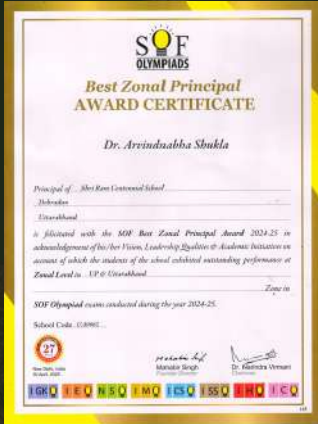 SOF
OLYMPIADS
Best Zonal Principal
AWARD CERTIFICATE
Dr. Arvindnabha Shukla
Principal of Shri Ram Centennial School
Dehradun
Uttarakhand
is felicitated with the SOF Best Zonal Principal Award 2024-25 in
acknowledgement of his/her Vision, Leadership Qualities & Academic Initiatives on
account of which the students of the school exhibited outstanding performance at
Zonal Level in UP & Uttarakhand
Zone in
SOF Olympiad exams conducted during the year 2024-25.
School Code
27
New Delhi, India
Mahabir Singh
Founder Director
Dr.
Chairman
IGKO IEO NSO IMO ICSO ISSO IHO ICO